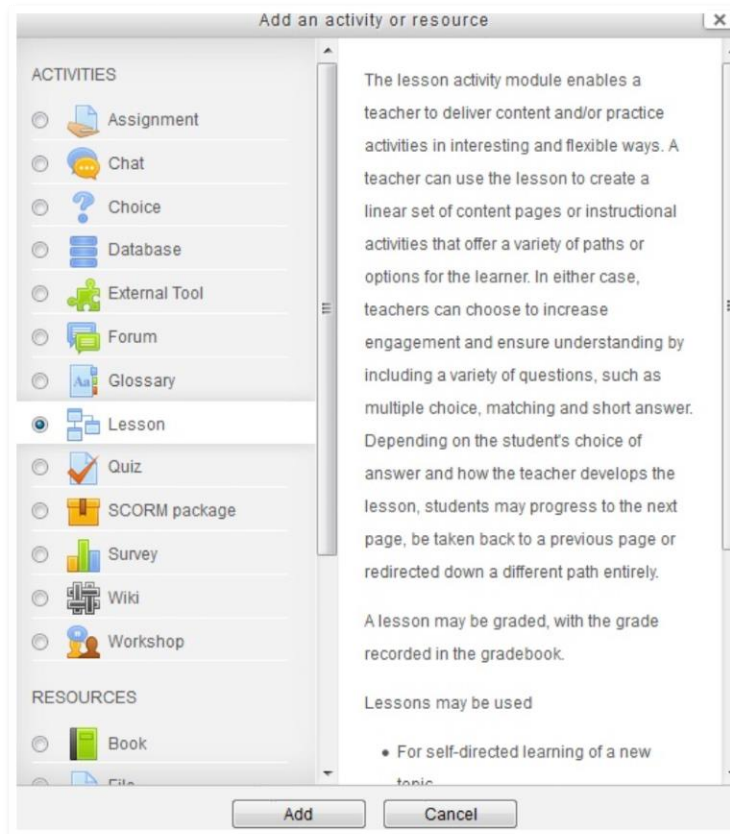 Add an activity or resource
ACTIVITIES
Assignment
Chat
Choice
Database
External Tool
Forum
Glossary
Lesson
Quiz
SCORM package
Survey
Wiki
Workshop
RESOURCES
Book
File
The lesson activity module enables a
teacher to deliver content and/or practice
activities in interesting and flexible ways. A
teacher can use the lesson to create a
linear set of content pages or instructional
activities that offer a variety of paths or
options for the learner. In either case,
teachers can choose to increase
engagement and ensure understanding by
including a variety of questions, such as
multiple choice, matching and short answer.
Depending on the student's choice of
answer and how the teacher develops the
lesson, students may progress to the next
page, be taken back to a previous page or
redirected down a different path entirely.
A lesson may be graded, with the grade
recorded in the gradebook.
Lessons may be used
• For self-directed learning of a new
topic
Add
Cancel